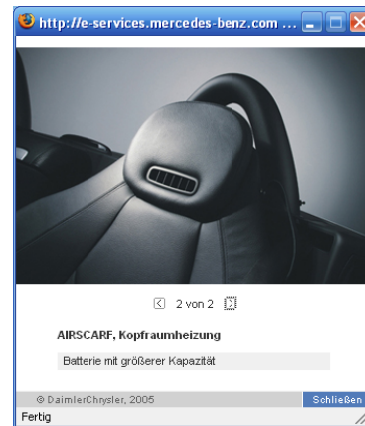 http://e-services.mercedes-benz.com ...
2 von 2
AIRSCARF, Kopfraumheizung
Batterie mit größerer Kapazität
© DaimlerChrysler, 2005
Schließen
Fertig